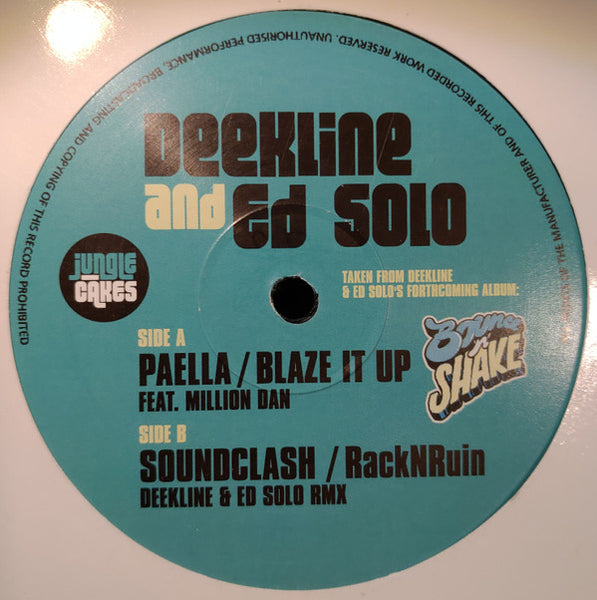 DEEKLINE
and ED SOLO
JUNGLE
CAKES
TAKEN FROM DEEKLINE
& ED SOLO'S FORTHCOMING ALBUM:
Bounce
n'
SHAKE
SIDE A
PAELLA / BLAZE IT UP
FEAT. MILLION DAN
SIDE B
SOUNDCLASH / RackNRuin
DEEKLINE & ED SOLO RMX
OF THE MANUFACTURER AND OF THIS RECORDED WORK RESERVED. UNAUTHORISED PERFORMANCE, BROADCASTING AND COPYING OF THIS RECORD PROHIBITED